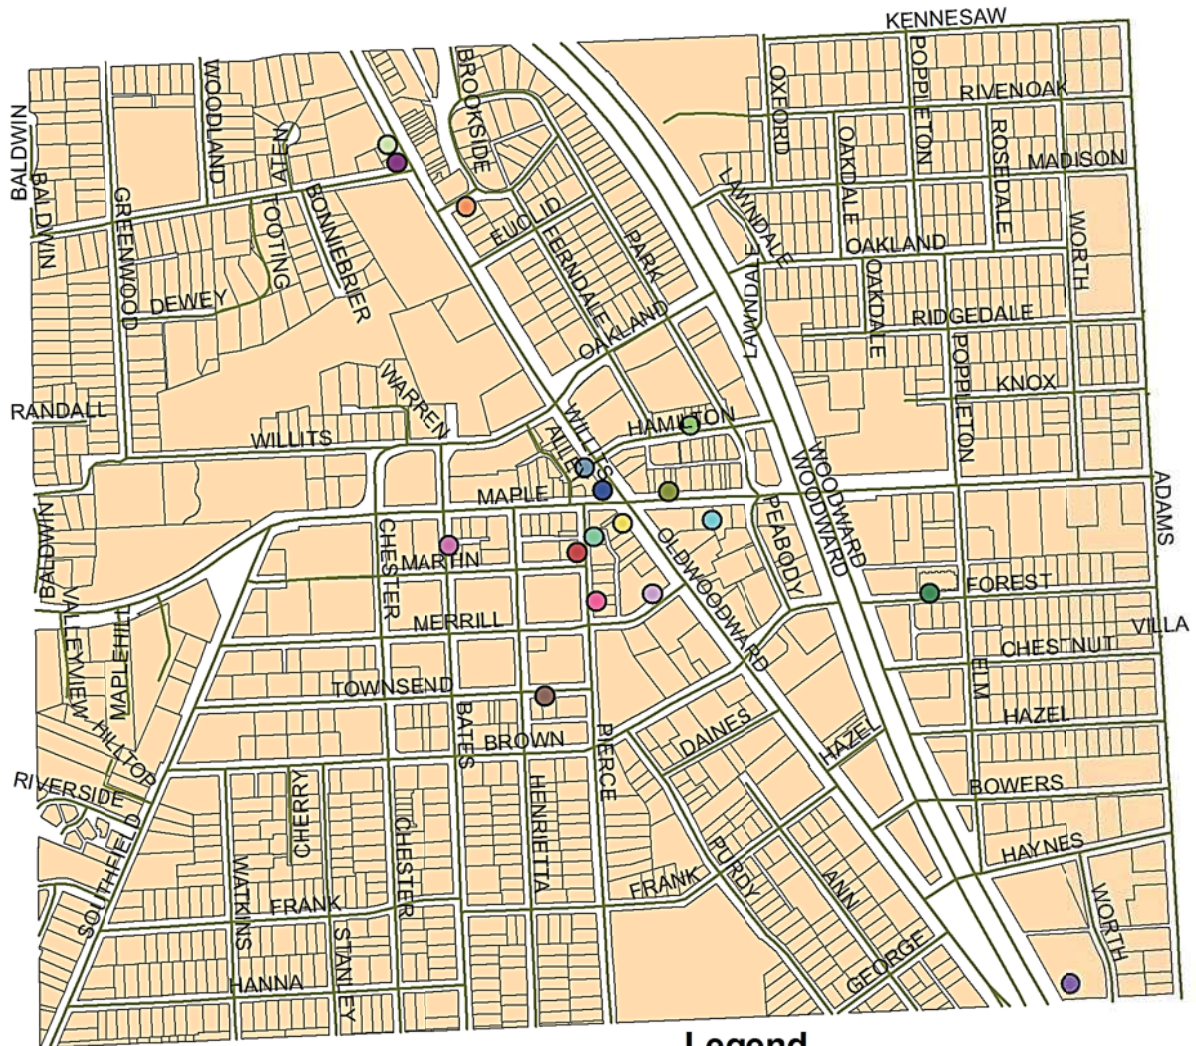 KENNESAW
BROOKSIDE
WOODLAND
OXFORD
POPPLETON
RIVENOAK
BALDWIN
BALDWIN
ROSEDALE
OAKDALE
MADISON
LAWNDALE
GREENWOOD
TOOTING
BONNEBRIER
EUCLID
FERNDALE
PARK
OAKLAND
WORTH
LAWNDALE
OAKDALE
DEWEY
OAKLAND
RIDGEDALE
POPPLETON
KNOX
WARREN
RANDALL
WILLITS
WILLITS
ALLEY
HAMILTON
WOODWARD
WOODWARD
MAPLE
ADAMS
BALDWIN
CHESTER
MARTIN
OLDWOODWARD
PEABODY
FOREST
VALLEYVIEW
MAPLEHILL
MERRILL
VILLA
CHESTNUT
ELM
TOWNSEND
BATES
BROWN
PIERCE
DAINES
HAZEL
HAZEL
HILLTOP
RIVERSIDE
CHERRY
HENRIETTA
BOWERS
SOUTHFIELD
CHESTER
WATKINS
PURDY
ANN
HAYNES
FRANK
FRANK
STANLEY
WORTH
GEORGE
HANNA
Legend